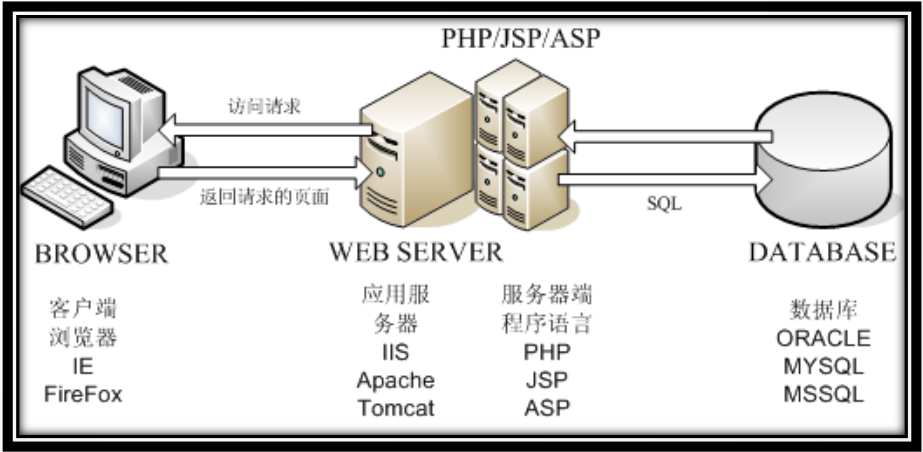 PHP/JSP/ASP
访问请求
返回请求的页面
SQL
BROWSER
WEB SERVER
DATABASE
客户端
浏览器
IE
FireFox
应用服
务器
IIS
Apache
Tomcat
服务器端
程序语言
PHP
JSP
ASP
数据库
ORACLE
MYSQL
MSSQL